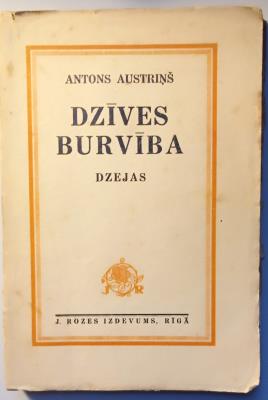 ANTONS AUSTRIŅŠ
DZĪVES
BURVĪBA
DZEJAS
J R
J. ROZES IZDEVUMS, RĪGĀ